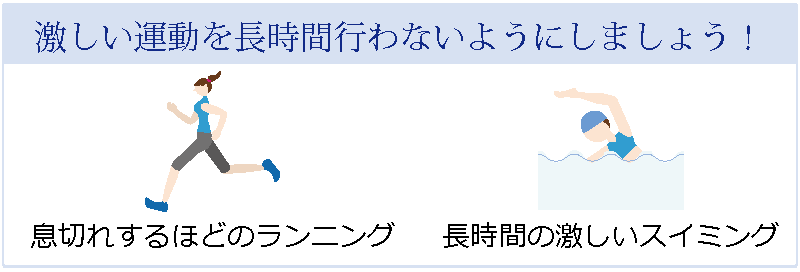 激しい運動を長時間行わないようにしましょう！
息切れするほどのランニング
長時間の激しいスイミング